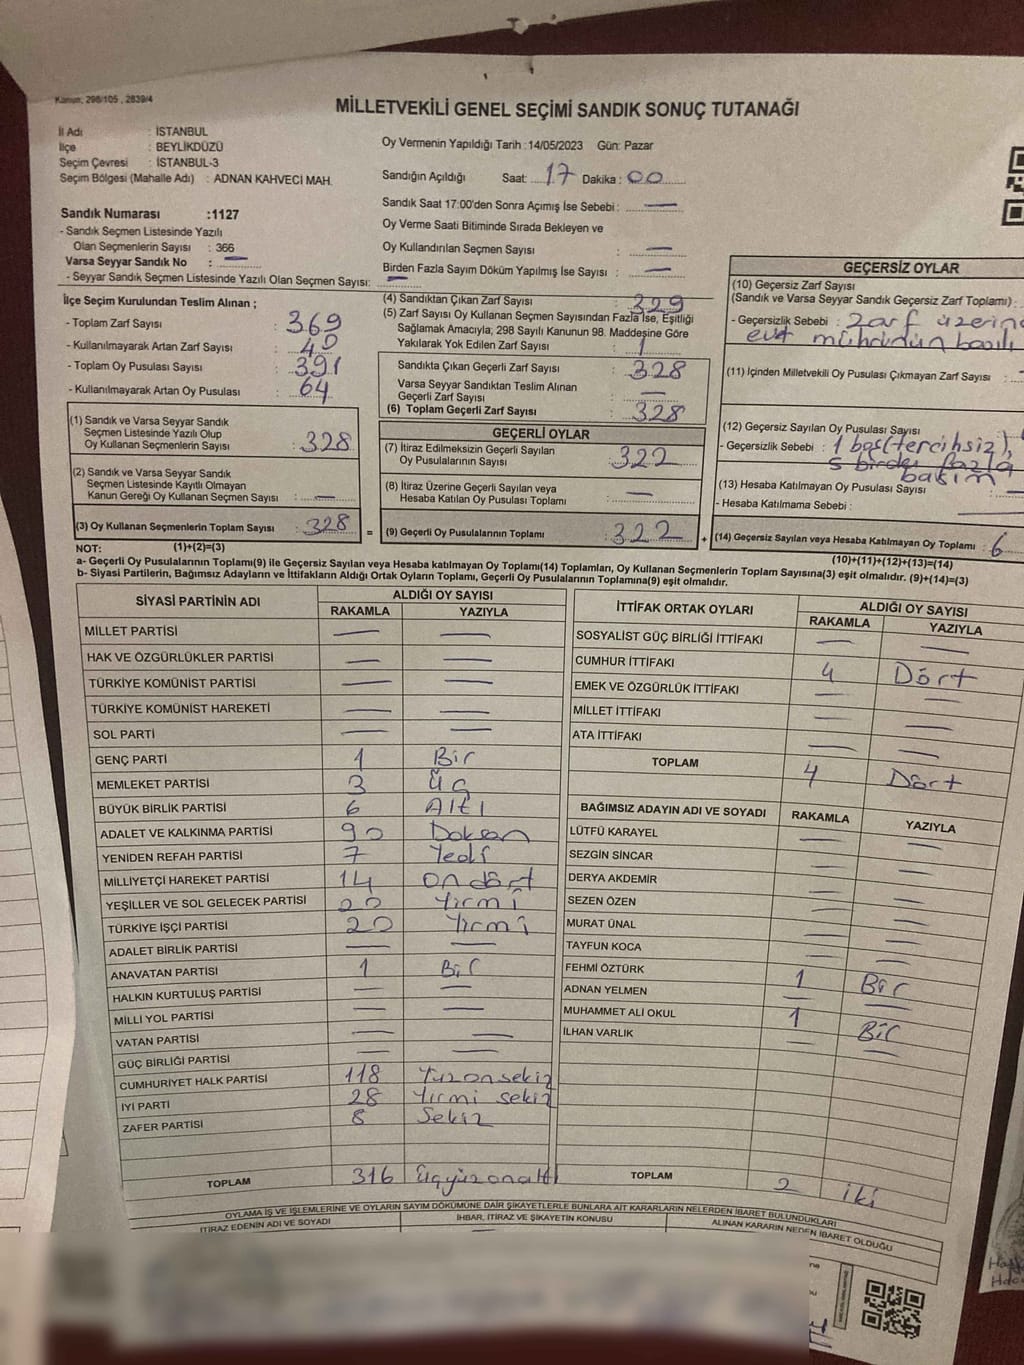 Kanun, 298/105 , 2839/4
MİLLETVEKİLİ GENEL SEÇİMİ SANDIK SONUÇ TUTANAĞI
İl Adı : İSTANBUL
İlçe : BEYLİKDÜZÜ
Seçim Çevresi : İSTANBUL-3
Seçim Bölgesi (Mahalle Adı) : ADNAN KAHVECİ MAH.
Sandık Numarası :1127
- Sandık Seçmen Listesinde Yazılı
Olan Seçmenlerin Sayısı : 366
Varsa Seyyar Sandık No : —
- Seyyar Sandık Seçmen Listesinde Yazılı Olan Seçmen Sayısı: —
Oy Vermenin Yapıldığı Tarih : 14/05/2023 Gün: Pazar
Sandığın Açıldığı Saat: 17 Dakika : 00
Sandık Saat 17:00'den Sonra Açımış İse Sebebi : —
Oy Verme Saati Bitiminde Sırada Bekleyen ve
Oy Kullandırılan Seçmen Sayısı : —
Birden Fazla Sayım Döküm Yapılmış İse Sayısı : —
İlçe Seçim Kurulundan Teslim Alınan ;
- Toplam Zarf Sayısı : 369
- Kullanılmayarak Artan Zarf Sayısı : 40
- Toplam Oy Pusulası Sayısı : 391
- Kullanılmayarak Artan Oy Pusulası : 64
(1) Sandık ve Varsa Seyyar Sandık
Seçmen Listesinde Yazılı Olup
Oy Kullanan Seçmenlerin Sayısı : 328
(2) Sandık ve Varsa Seyyar Sandık
Seçmen Listesinde Kayıtlı Olmayan
Kanun Gereği Oy Kullanan Seçmen Sayısı : —
(3) Oy Kullanan Seçmenlerin Toplam Sayısı : 328 =
(4) Sandıktan Çıkan Zarf Sayısı : 329
(5) Zarf Sayısı Oy Kullanan Seçmen Sayısından Fazla İse, Eşitliği
Sağlamak Amacıyla; 298 Sayılı Kanunun 98. Maddesine Göre
Yakılarak Yok Edilen Zarf Sayısı : 1
Sandıkta Çıkan Geçerli Zarf Sayısı : 328
Varsa Seyyar Sandıktan Teslim Alınan
Geçerli Zarf Sayısı : —
(6) Toplam Geçerli Zarf Sayısı : 328
GEÇERLİ OYLAR
(7) İtiraz Edilmeksizin Geçerli Sayılan
Oy Pusulalarının Sayısı : 322
(8) İtiraz Üzerine Geçerli Sayılan veya
Hesaba Katılan Oy Pusulası Toplamı : —
(9) Geçerli Oy Pusulalarının Toplamı : 322 +
GEÇERSİZ OYLAR
(10) Geçersiz Zarf Sayısı
(Sandık ve Varsa Seyyar Sandık Geçersiz Zarf Toplamı) :
- Geçersizlik Sebebi : Zarf
(11) İçinden Milletvekili Oy Pusulası Çıkmayan Zarf Sayısı :
(12) Geçersiz Sayılan Oy Pusulası Sayısı
- Geçersizlik Sebebi : 1 boş(tercihsiz),
5 birden fazla
basım
(13) Hesaba Katılmayan Oy Pusulası Sayısı —
- Hesaba Katılmama Sebebi : —
(14) Geçersiz Sayılan veya Hesaba Katılmayan Oy Toplamı : 6
NOT: (1)+(2)=(3)
(10)+(11)+(12)+(13)=(14)
a- Geçerli Oy Pusulalarının Toplamı(9) ile Geçersiz Sayılan veya Hesaba katılmayan Oy Toplamı(14) Toplamları, Oy Kullanan Seçmenlerin Toplam Sayısına(3) eşit olmalıdır. (9)+(14)=(3)
b- Siyasi Partilerin, Bağımsız Adayların ve İttifakların Aldığı Ortak Oyların Toplamı, Geçerli Oy Pusulalarının Toplamına(9) eşit olmalıdır.
SİYASİ PARTİNİN ADI ALDIĞI OY SAYISI
RAKAMLA YAZIYLA
MİLLET PARTİSİ — —
HAK VE ÖZGÜRLÜKLER PARTİSİ — —
TÜRKİYE KOMÜNİST PARTİSİ — —
TÜRKİYE KOMÜNİST HAREKETİ — —
SOL PARTİ — —
GENÇ PARTİ 1 Bir
MEMLEKET PARTİSİ 3 Üç
BÜYÜK BİRLİK PARTİSİ 6 Altı
ADALET VE KALKINMA PARTİSİ 90 Doksan
YENİDEN REFAH PARTİSİ 7 Yedi
MİLLİYETÇİ HAREKET PARTİSİ 14 On dört
YEŞİLLER VE SOL GELECEK PARTİSİ 20 Yirmi
TÜRKİYE İŞÇİ PARTİSİ 20 Yirmi
ADALET BİRLİK PARTİSİ — —
ANAVATAN PARTİSİ 1 Bir
HALKIN KURTULUŞ PARTİSİ — —
MİLLİ YOL PARTİSİ — —
VATAN PARTİSİ — —
GÜÇ BİRLİĞİ PARTİSİ — —
CUMHURİYET HALK PARTİSİ 118 Yüzonsekiz
İYİ PARTİ 28 Yirmi sekiz
ZAFER PARTİSİ 8 Sekiz
TOPLAM 316 Üçyüzonaltı
İTTİFAK ORTAK OYLARI ALDIĞI OY SAYISI
RAKAMLA YAZIYLA
SOSYALİST GÜÇ BİRLİĞİ İTTİFAKI — —
CUMHUR İTTİFAKI 4 Dört
EMEK VE ÖZGÜRLÜK İTTİFAKI — —
MİLLET İTTİFAKI — —
ATA İTTİFAKI — —
TOPLAM 4 Dört
BAĞIMSIZ ADAYIN ADI VE SOYADI RAKAMLA YAZIYLA
LÜTFÜ KARAYEL — —
SEZGİN SİNCAR — —
DERYA AKDEMİR — —
SEZEN ÖZEN — —
MURAT ÜNAL — —
TAYFUN KOCA — —
FEHMİ ÖZTÜRK 1 Bir
ADNAN YELMEN — —
MUHAMMET ALİ OKUL 1 Bir
İLHAN VARLIK — —
TOPLAM 2 iki
OYLAMA İŞ VE İŞLEMLERİNE VE OYLARIN SAYIM DÖKÜMÜNE DAİR ŞİKAYETLERLE BUNLARA AİT KARARLARIN NELERDEN İBARET BULUNDUKLARI
İTİRAZ EDENİN ADI VE SOYADI İHBAR, İTİRAZ VE ŞİKAYETİN KONUSU ALINAN KARARIN NEDEN İBARET OLDUĞU